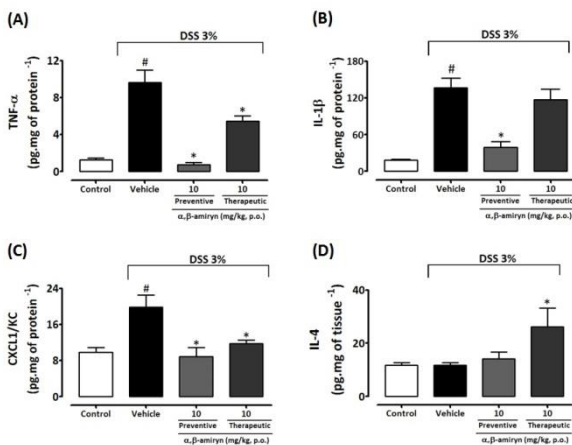 (A)
DSS 3%
TNF-α
(pg.mg of protein ⁻¹)
12
8
4
0
#
*
*
Control
Vehicle
10
10
Preventive
Therapeutic
α,β-amiryn (mg/kg, p.o.)
(B)
DSS 3%
IL-1β
(pg.mg of protein ⁻¹)
180
120
60
0
#
*
Control
Vehicle
10
10
Preventive
Therapeutic
α,β-amiryn (mg/kg, p.o.)
(C)
DSS 3%
CXCL1/KC
(pg.mg of protein ⁻¹)
24
16
8
0
#
*
*
Control
Vehicle
10
10
Preventive
Therapeutic
α,β-amiryn (mg/kg, p.o.)
(D)
DSS 3%
IL-4
(pg.mg of tissue ⁻¹)
60
40
20
0
*
Control
Vehicle
10
10
Preventive
Therapeutic
α,β-amiryn (mg/kg, p.o.)